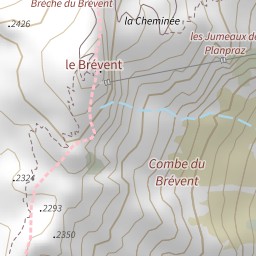 Brèche du Brévent
la Cheminée
2426
les Jumeaux de
Planpraz
le Brévent
Combe du
Brévent
2324
2293
2350